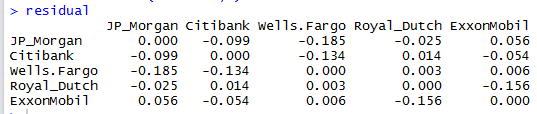 > residual
JP_Morgan Citibank Wells.Fargo Royal_Dutch ExxonMobil
JP_Morgan 0.000 -0.099 -0.185 -0.025 0.056
Citibank -0.099 0.000 -0.134 0.014 -0.054
Wells.Fargo -0.185 -0.134 0.000 0.003 0.006
Royal_Dutch -0.025 0.014 0.003 0.000 -0.156
ExxonMobil 0.056 -0.054 0.006 -0.156 0.000